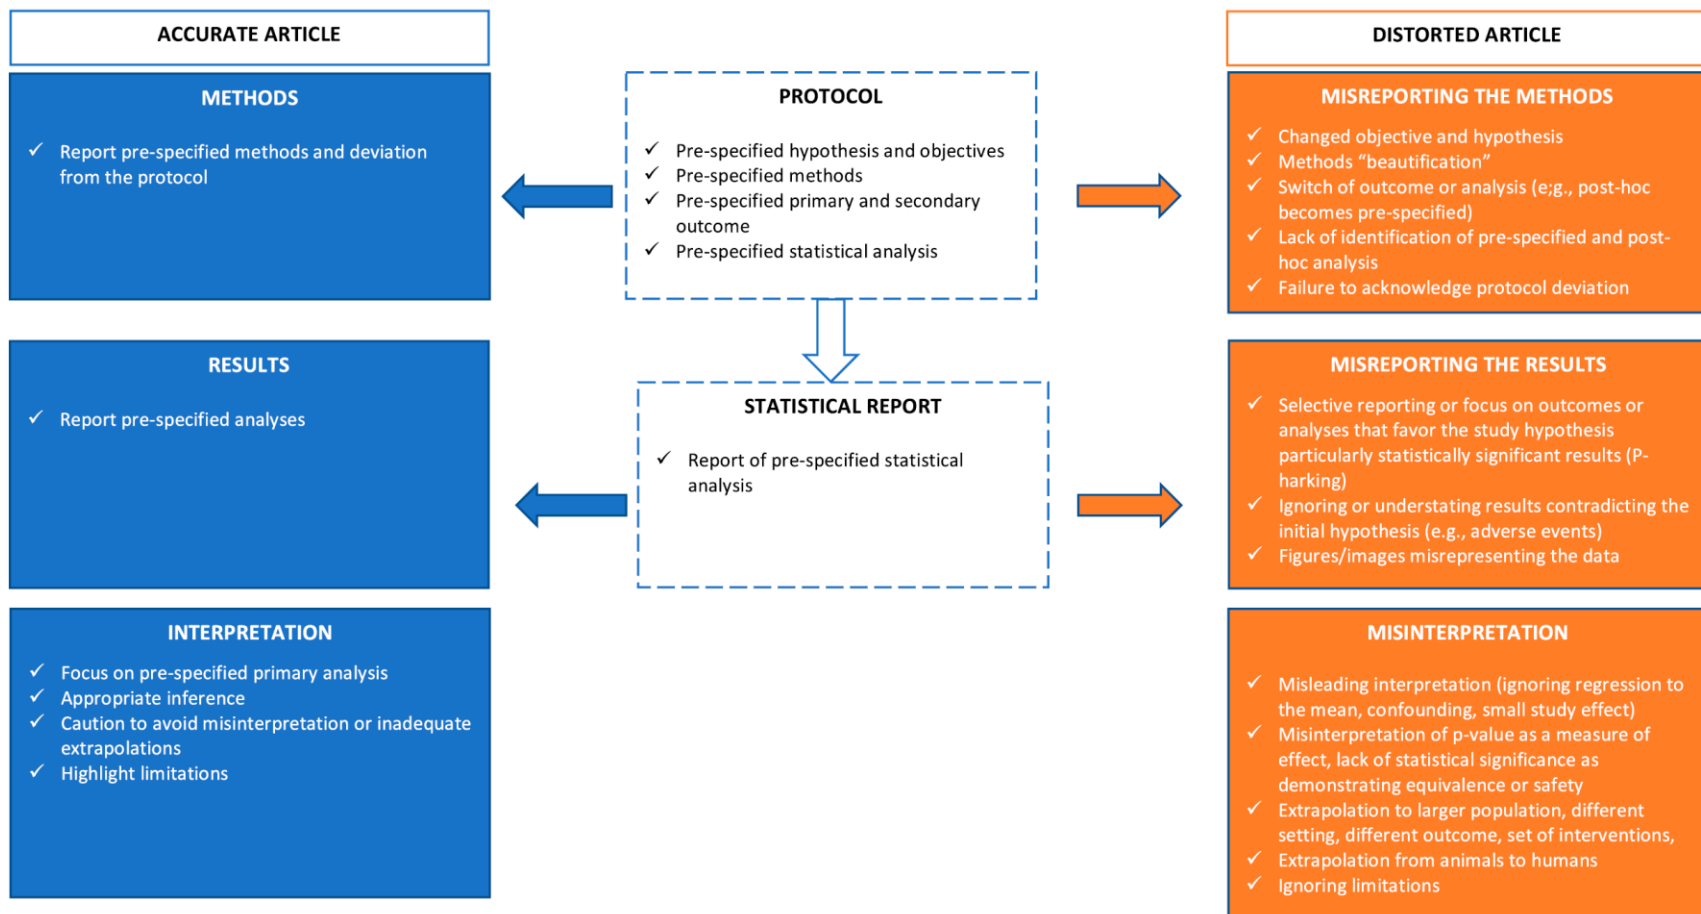 ACCURATE ARTICLE
METHODS
✓ Report pre-specified methods and deviation
from the protocol
RESULTS
✓ Report pre-specified analyses
INTERPRETATION
✓ Focus on pre-specified primary analysis
✓ Appropriate inference
✓ Caution to avoid misinterpretation or inadequate
extrapolations
✓ Highlight limitations
PROTOCOL
✓ Pre-specified hypothesis and objectives
✓ Pre-specified methods
✓ Pre-specified primary and secondary
outcome
✓ Pre-specified statistical analysis
STATISTICAL REPORT
✓ Report of pre-specified statistical
analysis
DISTORTED ARTICLE
MISREPORTING THE METHODS
✓ Changed objective and hypothesis
✓ Methods “beautification”
✓ Switch of outcome or analysis (e;g., post-hoc
becomes pre-specified)
✓ Lack of identification of pre-specified and post-
hoc analysis
✓ Failure to acknowledge protocol deviation
MISREPORTING THE RESULTS
✓ Selective reporting or focus on outcomes or
analyses that favor the study hypothesis
particularly statistically significant results (P-
harking)
✓ Ignoring or understating results contradicting the
initial hypothesis (e.g., adverse events)
✓ Figures/images misrepresenting the data
MISINTERPRETATION
✓ Misleading interpretation (ignoring regression to
the mean, confounding, small study effect)
✓ Misinterpretation of p-value as a measure of
effect, lack of statistical significance as
demonstrating equivalence or safety
✓ Extrapolation to larger population, different
setting, different outcome, set of interventions,
✓ Extrapolation from animals to humans
✓ Ignoring limitations